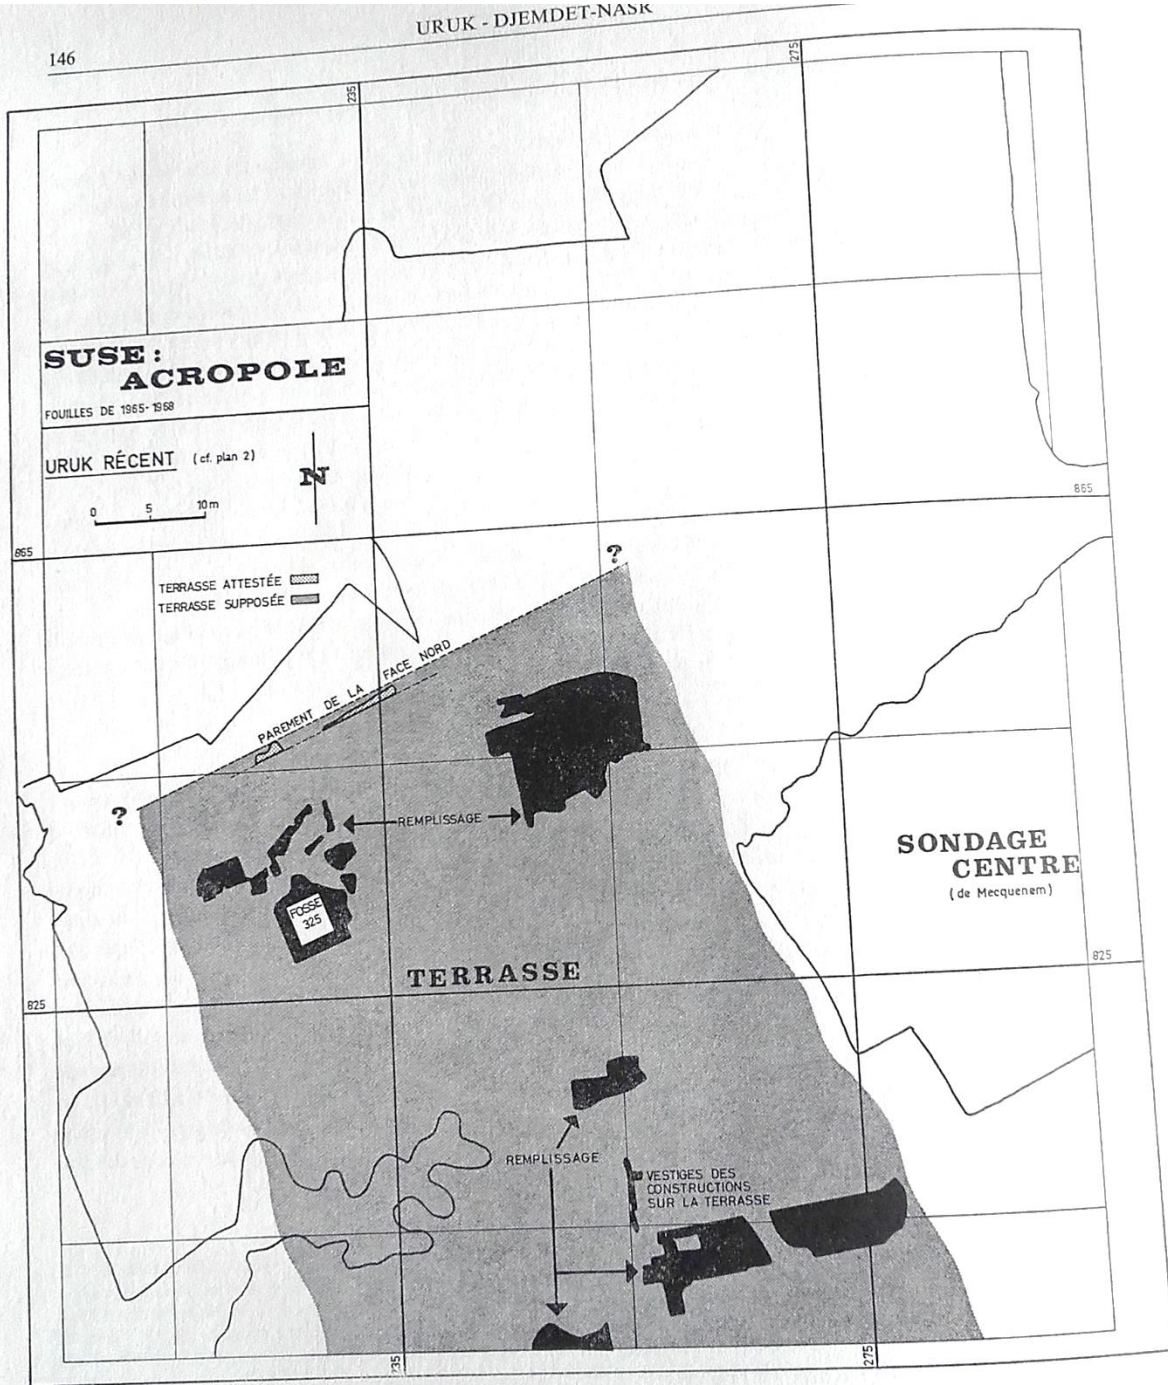 URUK - DJEMDET-NASR
146
235
275
SUSE :
ACROPOLE
FOUILLES DE 1965-1968
URUK RÉCENT (cf. plan 2)
N
0 5 10m
865
865
TERRASSE ATTESTÉE
TERRASSE SUPPOSÉE
?
PAREMENT DE LA FACE NORD
?
REMPLISSAGE
SONDAGE
CENTRE
(de Mecquenem)
FOSSE
325
TERRASSE
825
825
REMPLISSAGE
VESTIGES DES
CONSTRUCTIONS
SUR LA TERRASSE
235
275